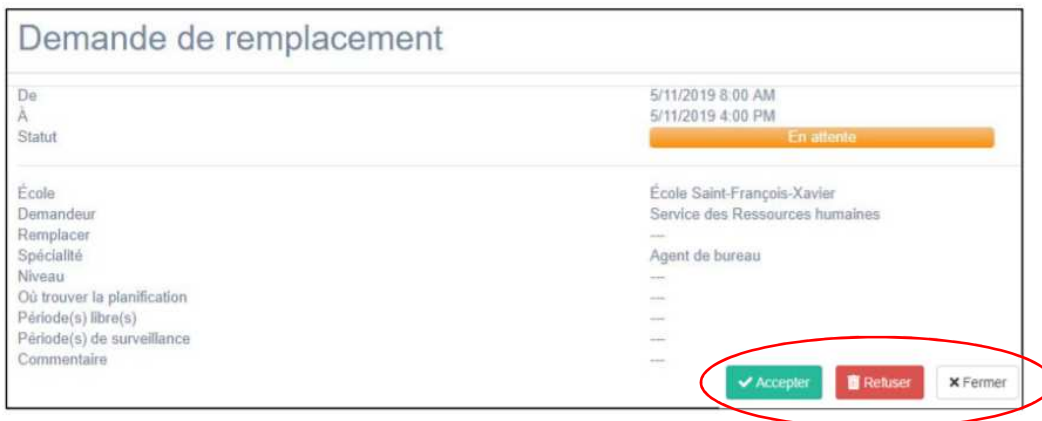 Demande de remplacement
De 5/11/2019 8:00 AM
À 5/11/2019 4:00 PM
Statut En attente
École École Saint-François-Xavier
Demandeur Service des Ressources humaines
Remplacer ---
Spécialité Agent de bureau
Niveau ---
Où trouver la planification ---
Période(s) libre(s) ---
Période(s) de surveillance ---
Commentaire ---
Accepter Refuser Fermer